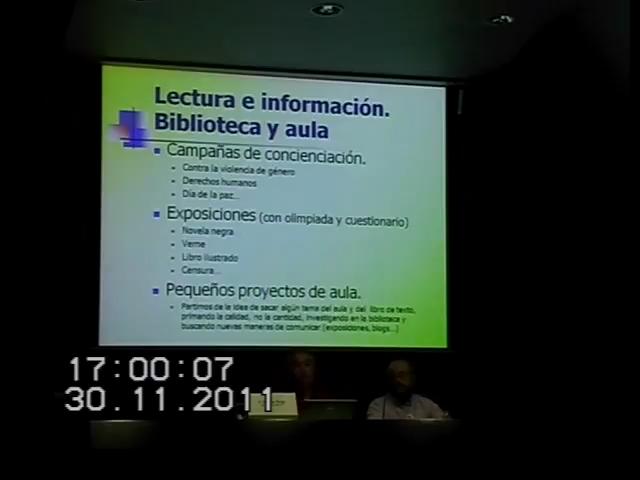 Lectura e información.
Biblioteca y aula
Campañas de concienciación.
Contra la violencia de género
Derechos humanos
Día de la paz...
Exposiciones (con olimpiada y cuestionario)
Novela negra
Verne
Libro ilustrado
Censura...
Pequeños proyectos de aula.
Partimos de la idea de sacar algún tema del aula y del libro de texto,
primando la calidad, no la cantidad, investigando en la biblioteca y
buscando nuevas maneras de comunicar (exposiciones, blogs...)
17:00:07
30.11.2011